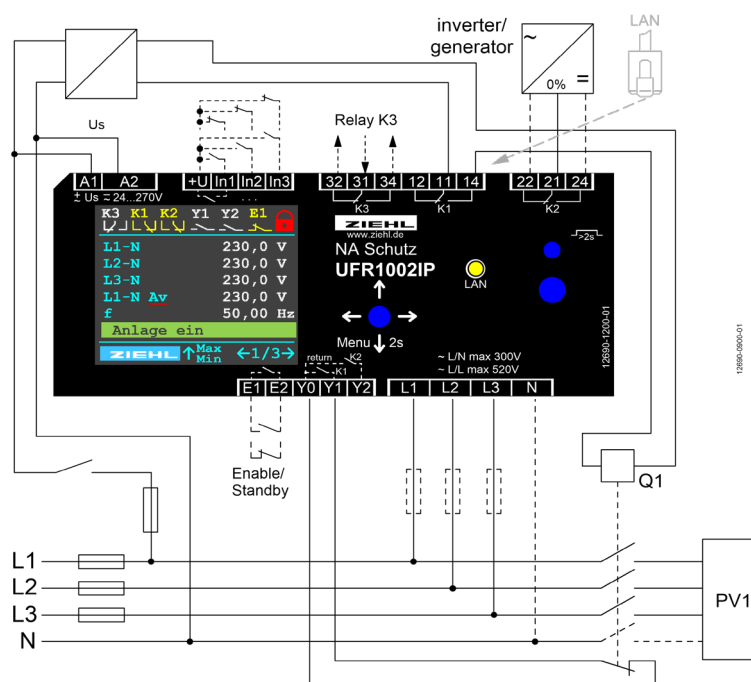 inverter/
generator
LAN
~
0%
=
Us
Relay K3
A1 A2
+U In1 In2 In3
32 31 34 12 11 14
22 21 24
± Us ≂ 24...270V
K3
K1
K2
K3 K1 K2 Y1 Y2 E1
L1-N 230,0 V
L2-N 230,0 V
L3-N 230,0 V
L1-N Av 230,0 V
f 50,00 Hz
Anlage ein
ZIEHL ↑Max Min ←1/3→
ZIEHL
www.ziehl.de
NA Schutz
UFR1002IP
LAN
>2s
Menu 2s
return K2
K1
~ L/N max 300V
~ L/L max 520V
12690-1200-01
12690-0900-01
E1 E2 Y0 Y1 Y2
L1 L2 L3 N
Enable/
Standby
Q1
L1
L2
L3
N
PV1